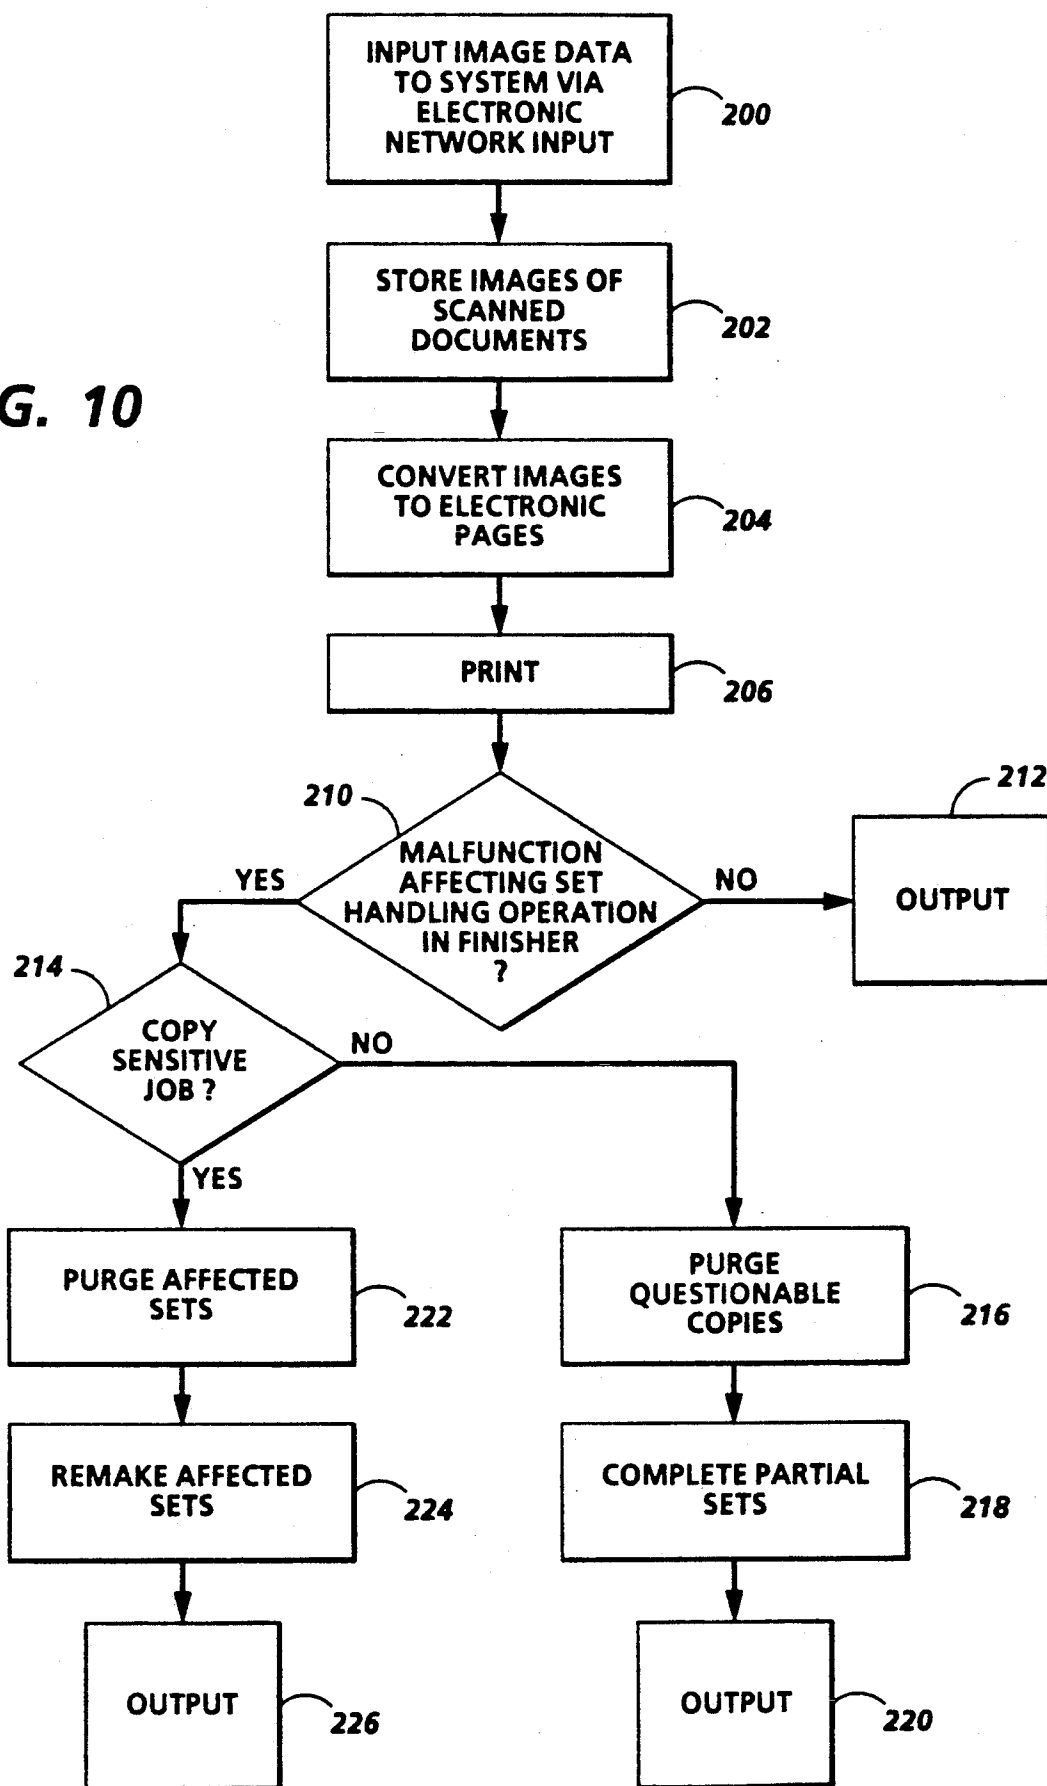 INPUT IMAGE DATA
TO SYSTEM VIA
ELECTRONIC
NETWORK INPUT
200
STORE IMAGES OF
SCANNED
DOCUMENTS
202
G. 10
CONVERT IMAGES
TO ELECTRONIC
PAGES
204
PRINT
206
210
212
MALFUNCTION
AFFECTING SET
HANDLING OPERATION
IN FINISHER
?
YES
NO
OUTPUT
214
COPY
SENSITIVE
JOB ?
NO
YES
PURGE AFFECTED
SETS
222
PURGE
QUESTIONABLE
COPIES
216
REMAKE AFFECTED
SETS
224
COMPLETE PARTIAL
SETS
218
OUTPUT
226
OUTPUT
220